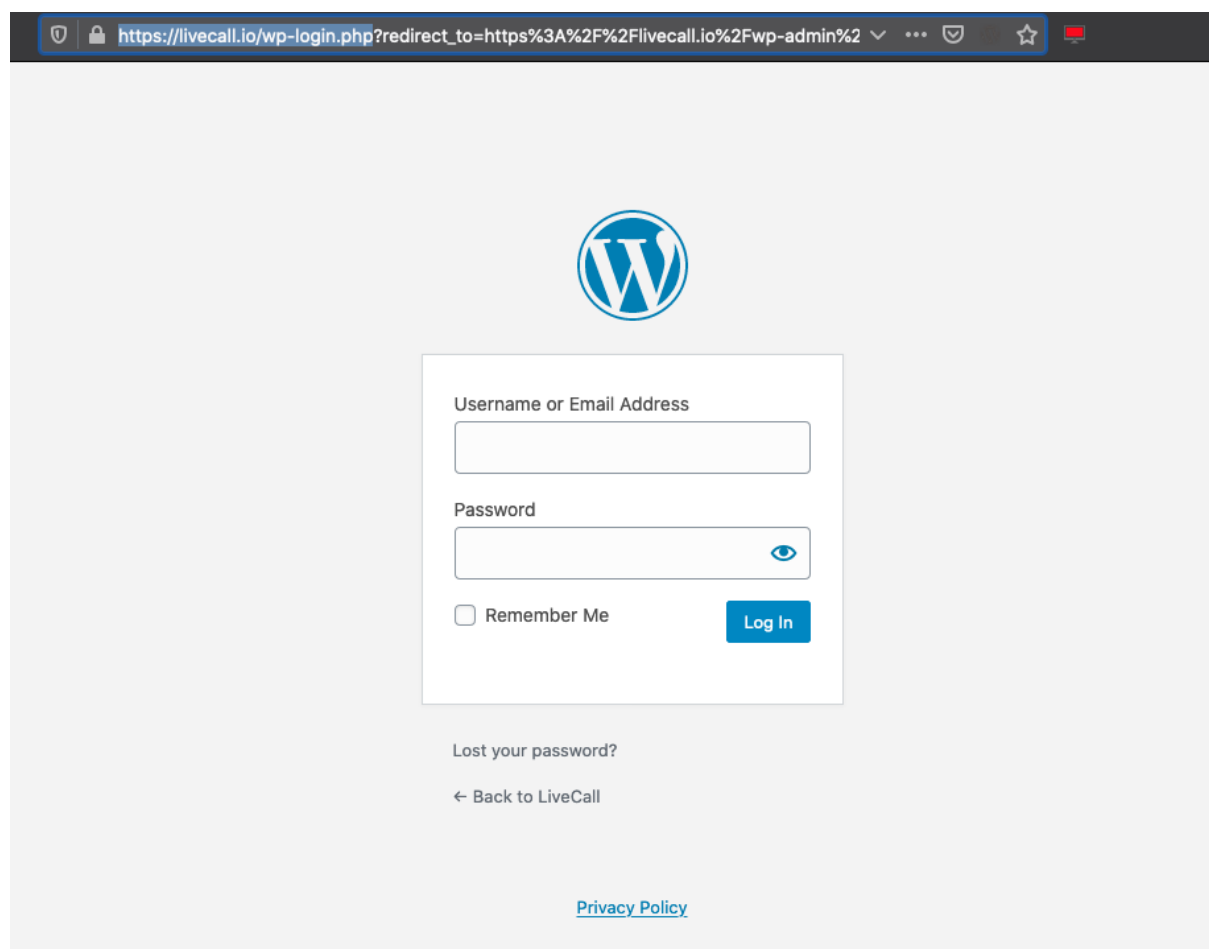 https://livecall.io/wp-login.php?redirect_to=https%3A%2F%2Flivecall.io%2Fwp-admin%2
Username or Email Address
Password
Remember Me
Log In
Lost your password?
← Back to LiveCall
Privacy Policy